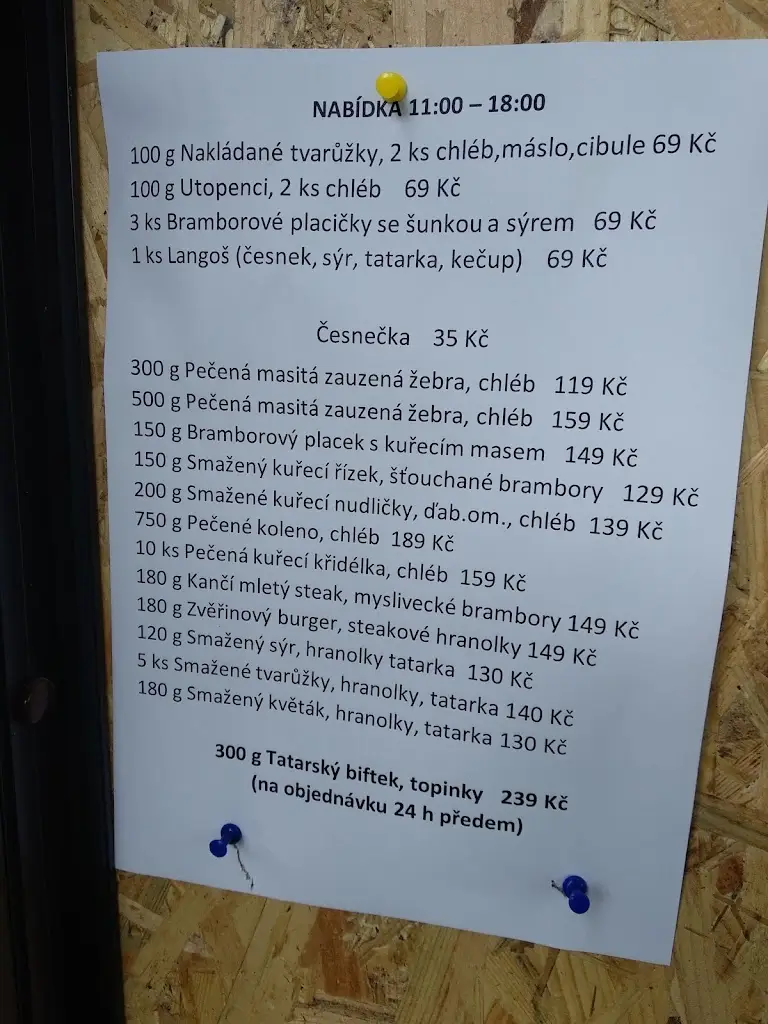 NABÍDKA 11:00 – 18:00
100 g Nakládané tvarůžky, 2 ks chléb,máslo,cibule 69 Kč
100 g Utopenci, 2 ks chléb 69 Kč
3 ks Bramborové placičky se šunkou a sýrem 69 Kč
1 ks Langoš (česnek, sýr, tatarka, kečup) 69 Kč
Česnečka 35 Kč
300 g Pečená masitá zauzená žebra, chléb 119 Kč
500 g Pečená masitá zauzená žebra, chléb 159 Kč
150 g Bramborový placek s kuřecím masem 149 Kč
150 g Smažený kuřecí řízek, šťouchané brambory 129 Kč
200 g Smažené kuřecí nudličky, ďab.om., chléb 139 Kč
750 g Pečené koleno, chléb 189 Kč
10 ks Pečená kuřecí křidélka, chléb 159 Kč
180 g Kančí mletý steak, myslivecké brambory 149 Kč
180 g Zvěřinový burger, steakové hranolky 149 Kč
120 g Smažený sýr, hranolky tatarka 130 Kč
5 ks Smažené tvarůžky, hranolky, tatarka 140 Kč
180 g Smažený květák, hranolky, tatarka 130 Kč
300 g Tatarský biftek, topinky 239 Kč
(na objednávku 24 h předem)